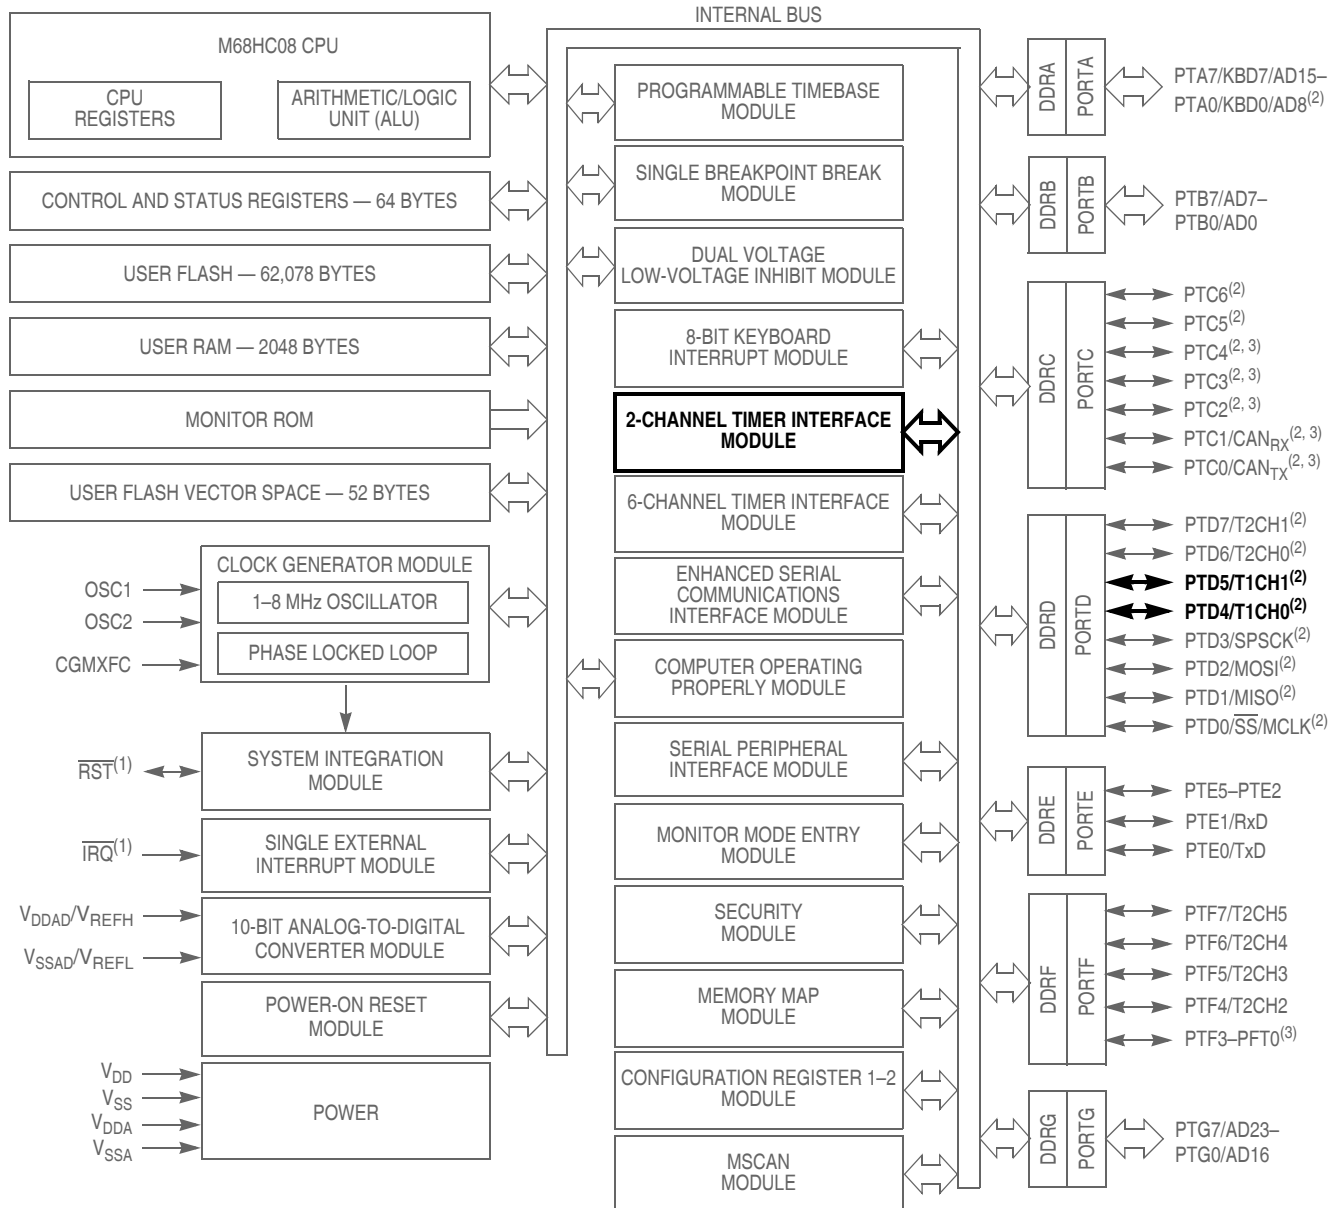 INTERNAL BUS
M68HC08 CPU
CPU
REGISTERS
ARITHMETIC/LOGIC
UNIT (ALU)
CONTROL AND STATUS REGISTERS — 64 BYTES
USER FLASH — 62,078 BYTES
USER RAM — 2048 BYTES
MONITOR ROM
USER FLASH VECTOR SPACE — 52 BYTES
OSC1
OSC2
CGMXFC
CLOCK GENERATOR MODULE
1–8 MHz OSCILLATOR
PHASE LOCKED LOOP
RST(1)
SYSTEM INTEGRATION
MODULE
IRQ(1)
SINGLE EXTERNAL
INTERRUPT MODULE
VDDAD/VREFH
VSSAD/VREFL
10-BIT ANALOG-TO-DIGITAL
CONVERTER MODULE
POWER-ON RESET
MODULE
VDD
VSS
VDDA
VSSA
POWER
PROGRAMMABLE TIMEBASE
MODULE
SINGLE BREAKPOINT BREAK
MODULE
DUAL VOLTAGE
LOW-VOLTAGE INHIBIT MODULE
8-BIT KEYBOARD
INTERRUPT MODULE
2-CHANNEL TIMER INTERFACE
MODULE
6-CHANNEL TIMER INTERFACE
MODULE
ENHANCED SERIAL
COMMUNICATIONS
INTERFACE MODULE
COMPUTER OPERATING
PROPERLY MODULE
SERIAL PERIPHERAL
INTERFACE MODULE
MONITOR MODE ENTRY
MODULE
SECURITY
MODULE
MEMORY MAP
MODULE
CONFIGURATION REGISTER 1–2
MODULE
MSCAN
MODULE
DDRA
PORTA
PTA7/KBD7/AD15–
PTA0/KBD0/AD8(2)
DDRB
PORTB
PTB7/AD7–
PTB0/AD0
DDRC
PORTC
PTC6(2)
PTC5(2)
PTC4(2, 3)
PTC3(2, 3)
PTC2(2, 3)
PTC1/CANRX(2, 3)
PTC0/CANTX(2, 3)
DDRD
PORTD
PTD7/T2CH1(2)
PTD6/T2CH0(2)
PTD5/T1CH1(2)
PTD4/T1CH0(2)
PTD3/SPSCK(2)
PTD2/MOSI(2)
PTD1/MISO(2)
PTD0/SS/MCLK(2)
DDRE
PORTE
PTE5–PTE2
PTE1/RxD
PTE0/TxD
DDRF
PORTF
PTF7/T2CH5
PTF6/T2CH4
PTF5/T2CH3
PTF4/T2CH2
PTF3–PFT0(3)
DDRG
PORTG
PTG7/AD23–
PTG0/AD16